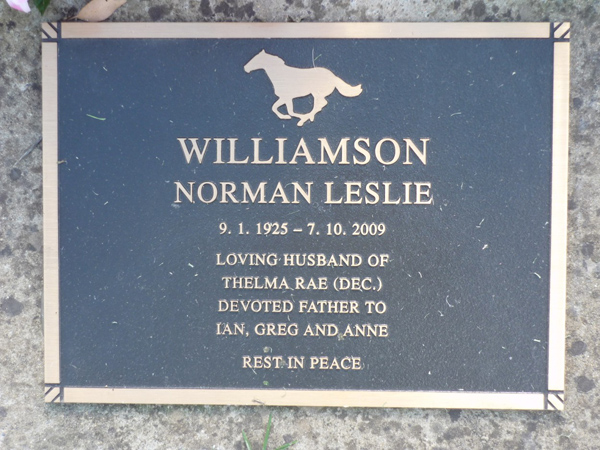 WILLIAMSON
NORMAN LESLIE
9. 1. 1925 – 7. 10. 2009
LOVING HUSBAND OF
THELMA RAE (DEC.)
DEVOTED FATHER TO
IAN, GREG AND ANNE
REST IN PEACE